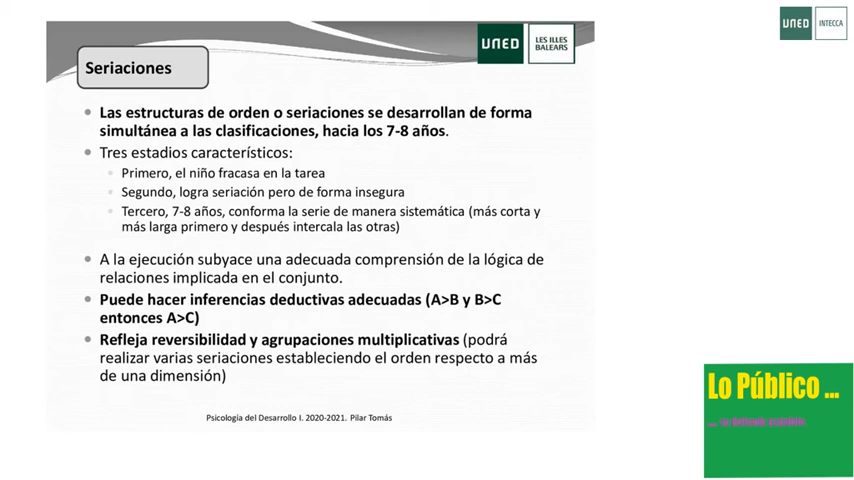 UNED
INTECCA
UNED
LES ILLES
BALEARS
Seriaciones
Las estructuras de orden o seriaciones se desarrollan de forma
simultánea a las clasificaciones, hacia los 7-8 años.
Tres estadios característicos:
Primero, el niño fracasa en la tarea
Segundo, logra seriación pero de forma insegura
Tercero, 7-8 años, conforma la serie de manera sistemática (más corta y
más larga primero y después intercala las otras)
A la ejecución subyace una adecuada comprensión de la lógica de
relaciones implicada en el conjunto.
Puede hacer inferencias deductivas adecuadas (A>B y B>C
entonces A>C)
Refleja reversibilidad y agrupaciones multiplicativas (podrá
realizar varias seriaciones estableciendo el orden respecto a más
de una dimensión)
Psicología del Desarrollo I. 2020-2021. Pilar Tomás
Lo Público ...